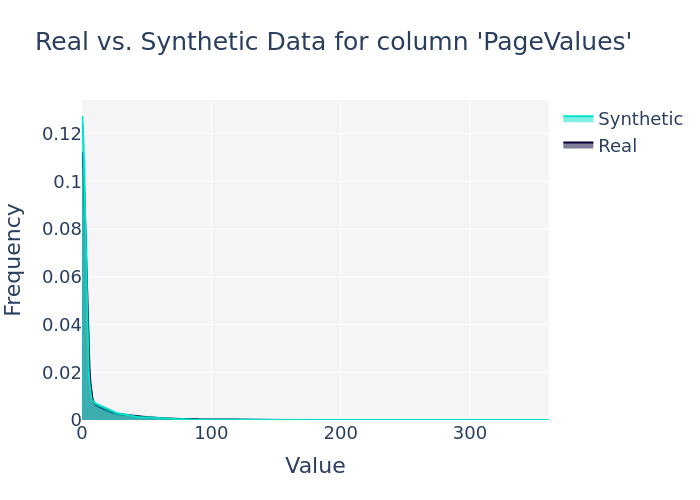 Real vs. Synthetic Data for column 'PageValues'
Synthetic
Real
Frequency
0.12
0.1
0.08
0.06
0.04
0.02
0
0 100 200 300
Value